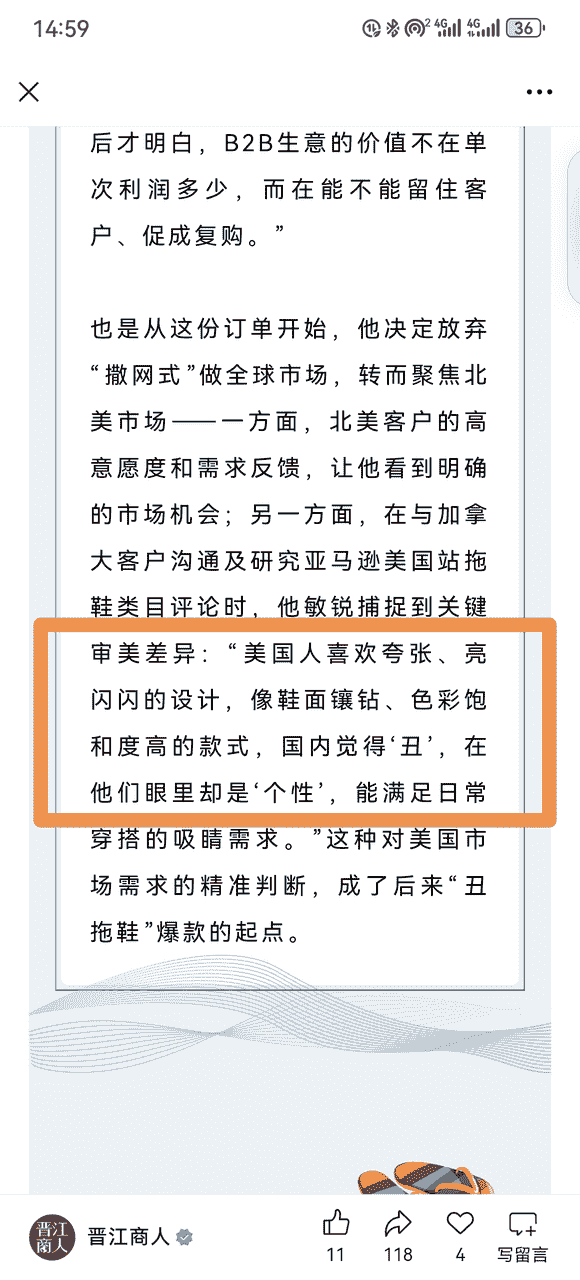 14:59
2 4G 4G 36
后才明白，B2B生意的价值不在单
次利润多少，而在能不能留住客
户、促成复购。”
也是从这份订单开始，他决定放弃
“撒网式”做全球市场，转而聚焦北
美市场——一方面，北美客户的高
意愿度和需求反馈，让他看到明确
的市场机会；另一方面，在与加拿
大客户沟通及研究亚马逊美国站拖
鞋类目评论时，他敏锐捕捉到关键
审美差异：“美国人喜欢夸张、亮
闪闪的设计，像鞋面镶钻、色彩饱
和度高的款式，国内觉得‘丑’，在
他们眼里却是‘个性’，能满足日常
穿搭的吸睛需求。”这种对美国市
场需求的精准判断，成了后来“丑
拖鞋”爆款的起点。
晋江
商人
晋江商人
11
118
4
写留言